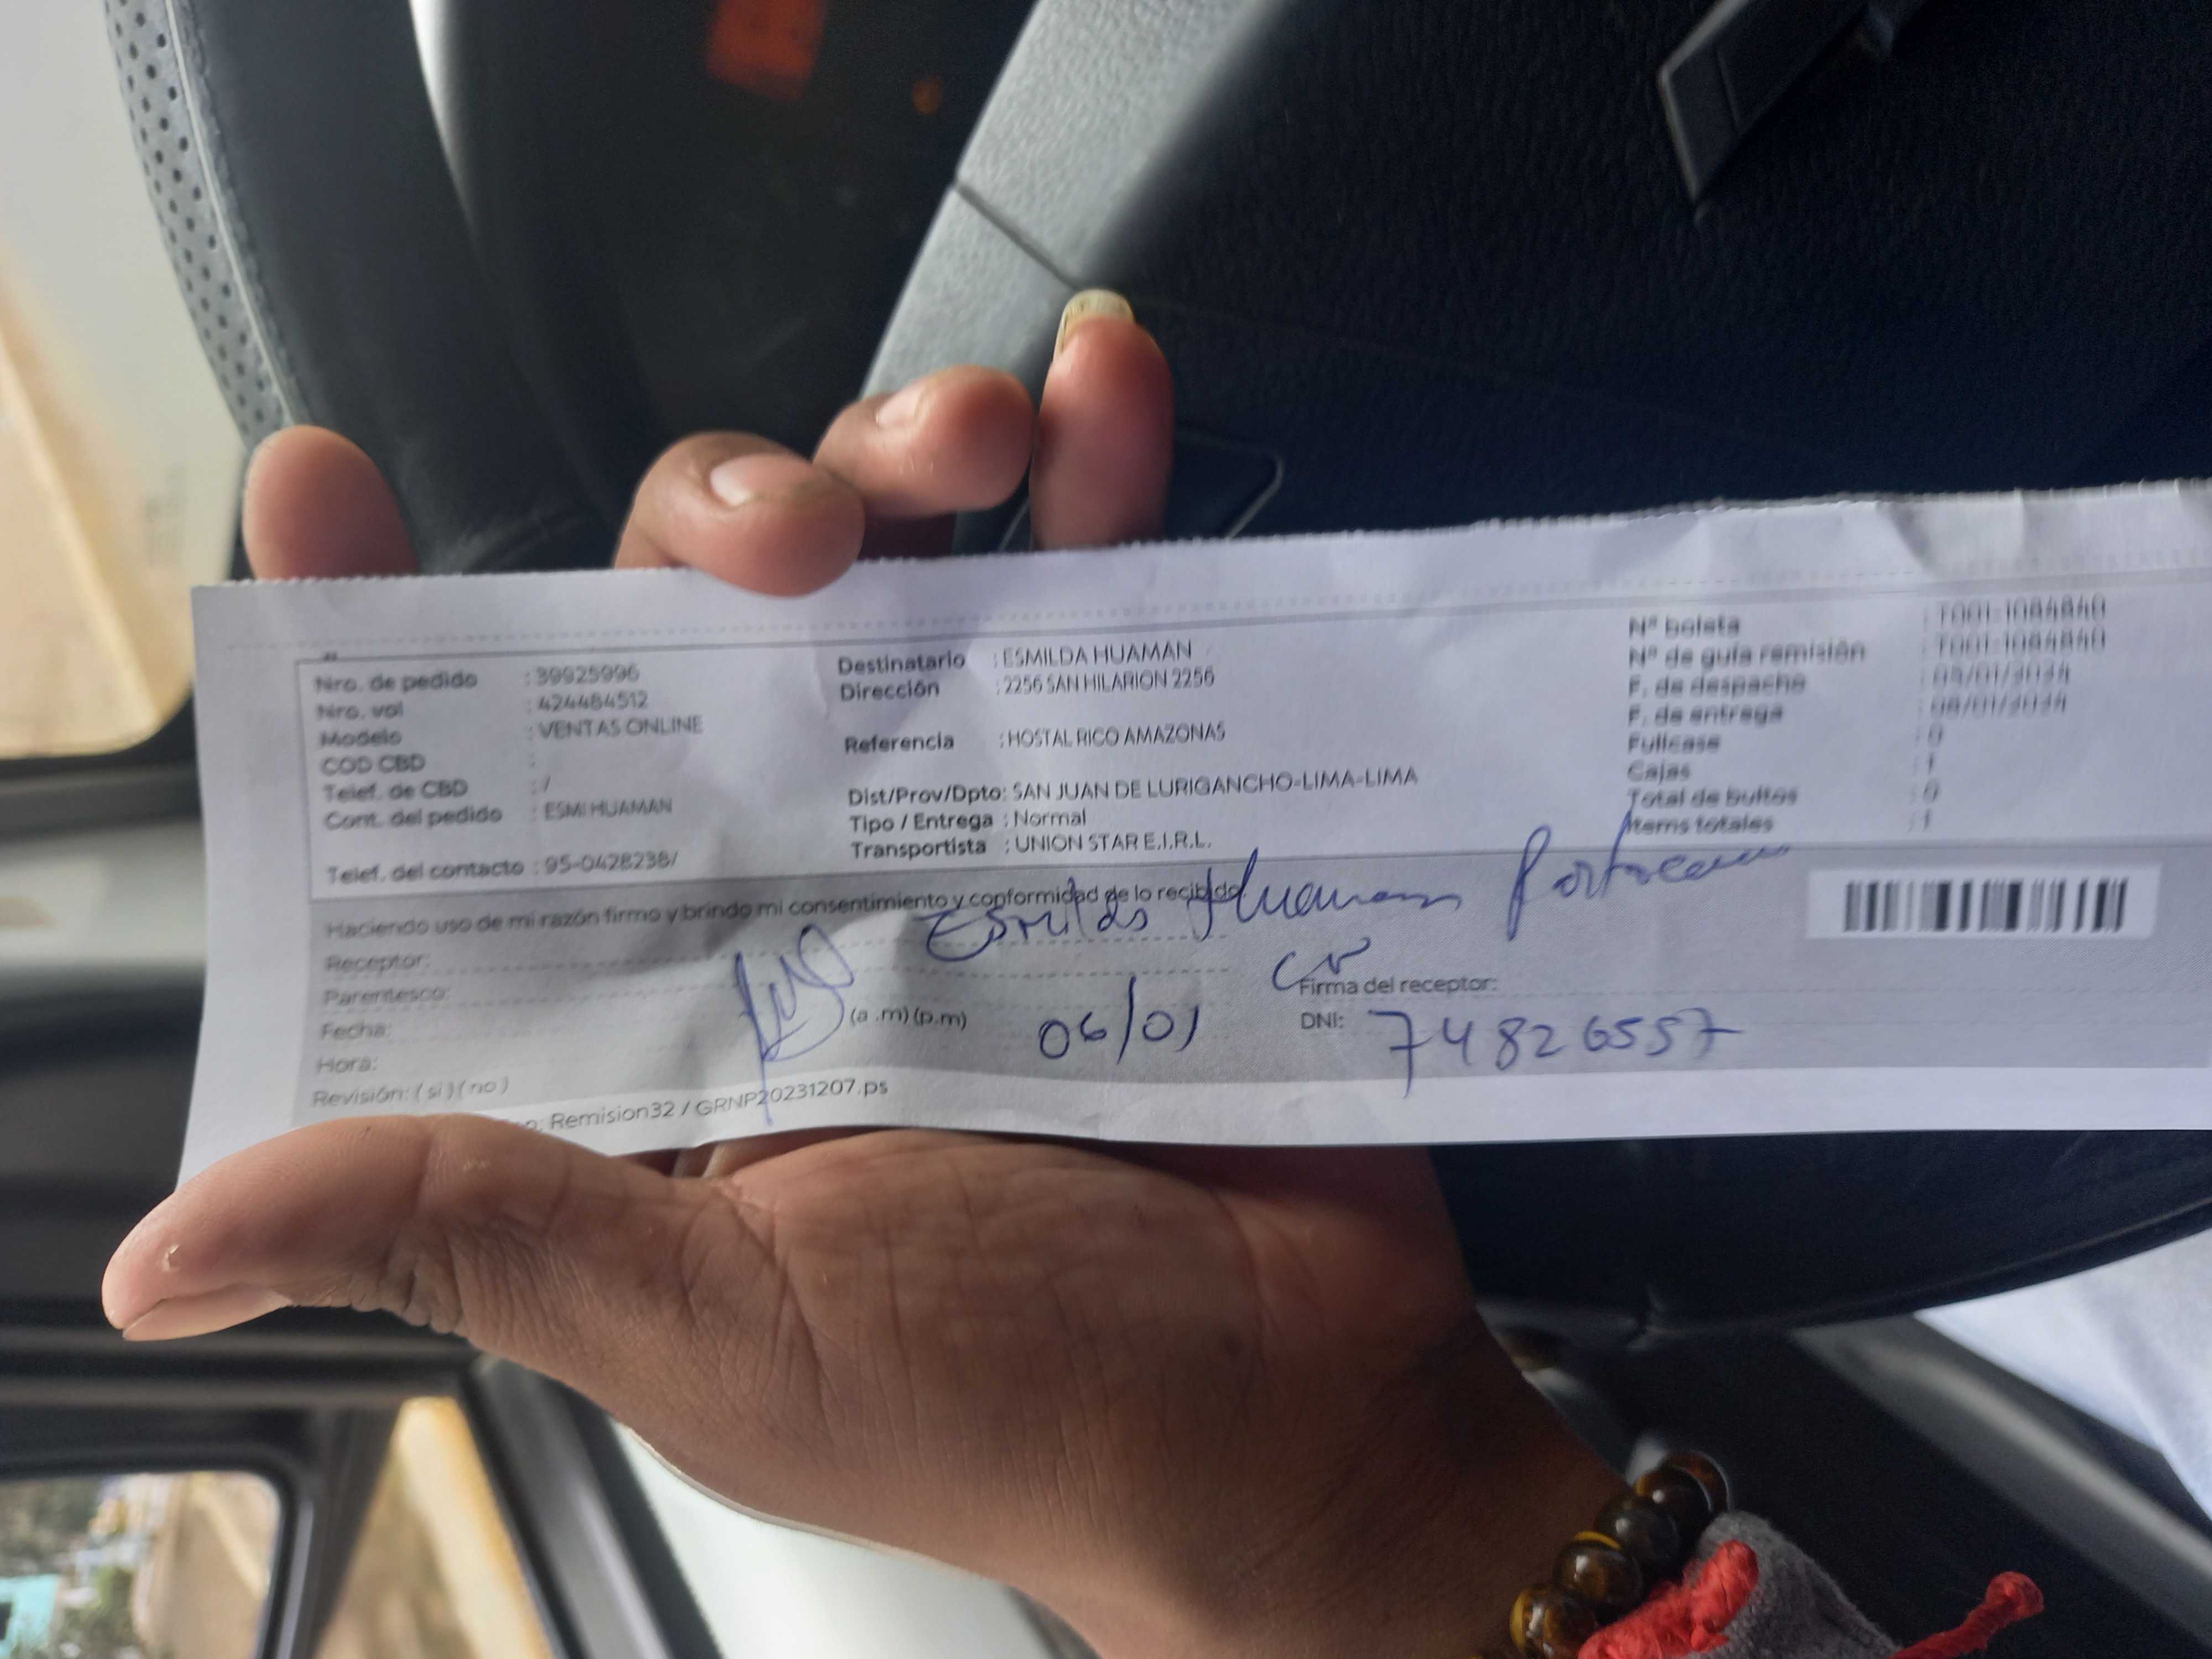 Nro. de pedido : 39925996
Nro. vol : 424484512
Modelo : VENTAS ONLINE
COD CBD :
Telef. de CBD : /
Cont. del pedido : ESMI HUAMAN
Telef. del contacto : 95-0428238/
Destinatario : ESMILDA HUAMAN
Dirección : 2256 SAN HILARION 2256
Referencia : HOSTAL RICO AMAZONAS
Dist/Prov/Dpto: SAN JUAN DE LURIGANCHO-LIMA-LIMA
Tipo / Entrega : Normal
Transportista : UNION STAR E.I.R.L.
Nº boleta : T001-1084840
Nº de guía remisión : T001-1084840
F. de despacho
F. de entrega
Fullcase : 0
Cajas : 1
Total de bultos : 0
Items totales : 1
Haciendo uso de mi razón firmo y brindo mi consentimiento y conformidad de lo recibido
Esmilda Huaman
Receptor:
Parentesco:
Firma del receptor:
Fecha:
(a .m) (p.m)
06/01
DNI: 74826557
Hora:
Revisión: ( si ) ( no )
Remision32 / GRNP20231207.ps